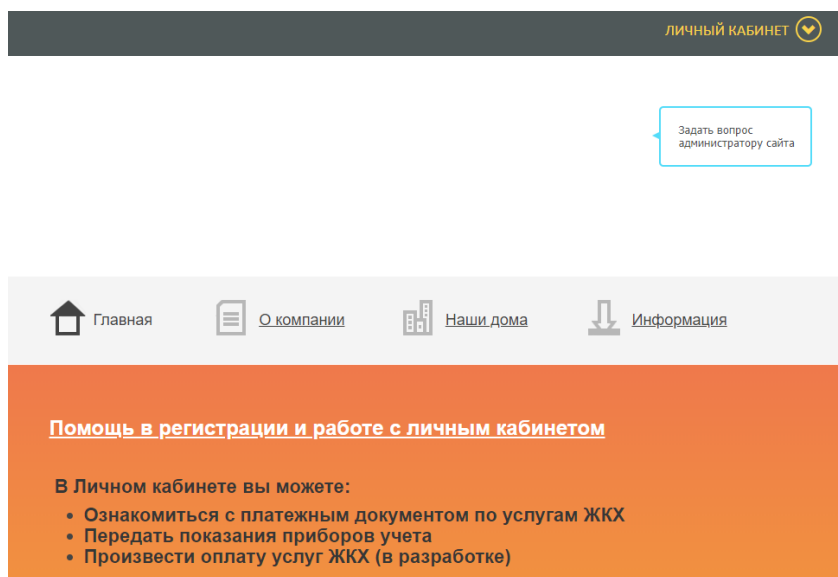 ЛИЧНЫЙ КАБИНЕТ
Задать вопрос
администратору сайта
Главная
О компании
Наши дома
Информация
Помощь в регистрации и работе с личным кабинетом
В Личном кабинете вы можете:
Ознакомиться с платежным документом по услугам ЖКХ
Передать показания приборов учета
Произвести оплату услуг ЖКХ (в разработке)